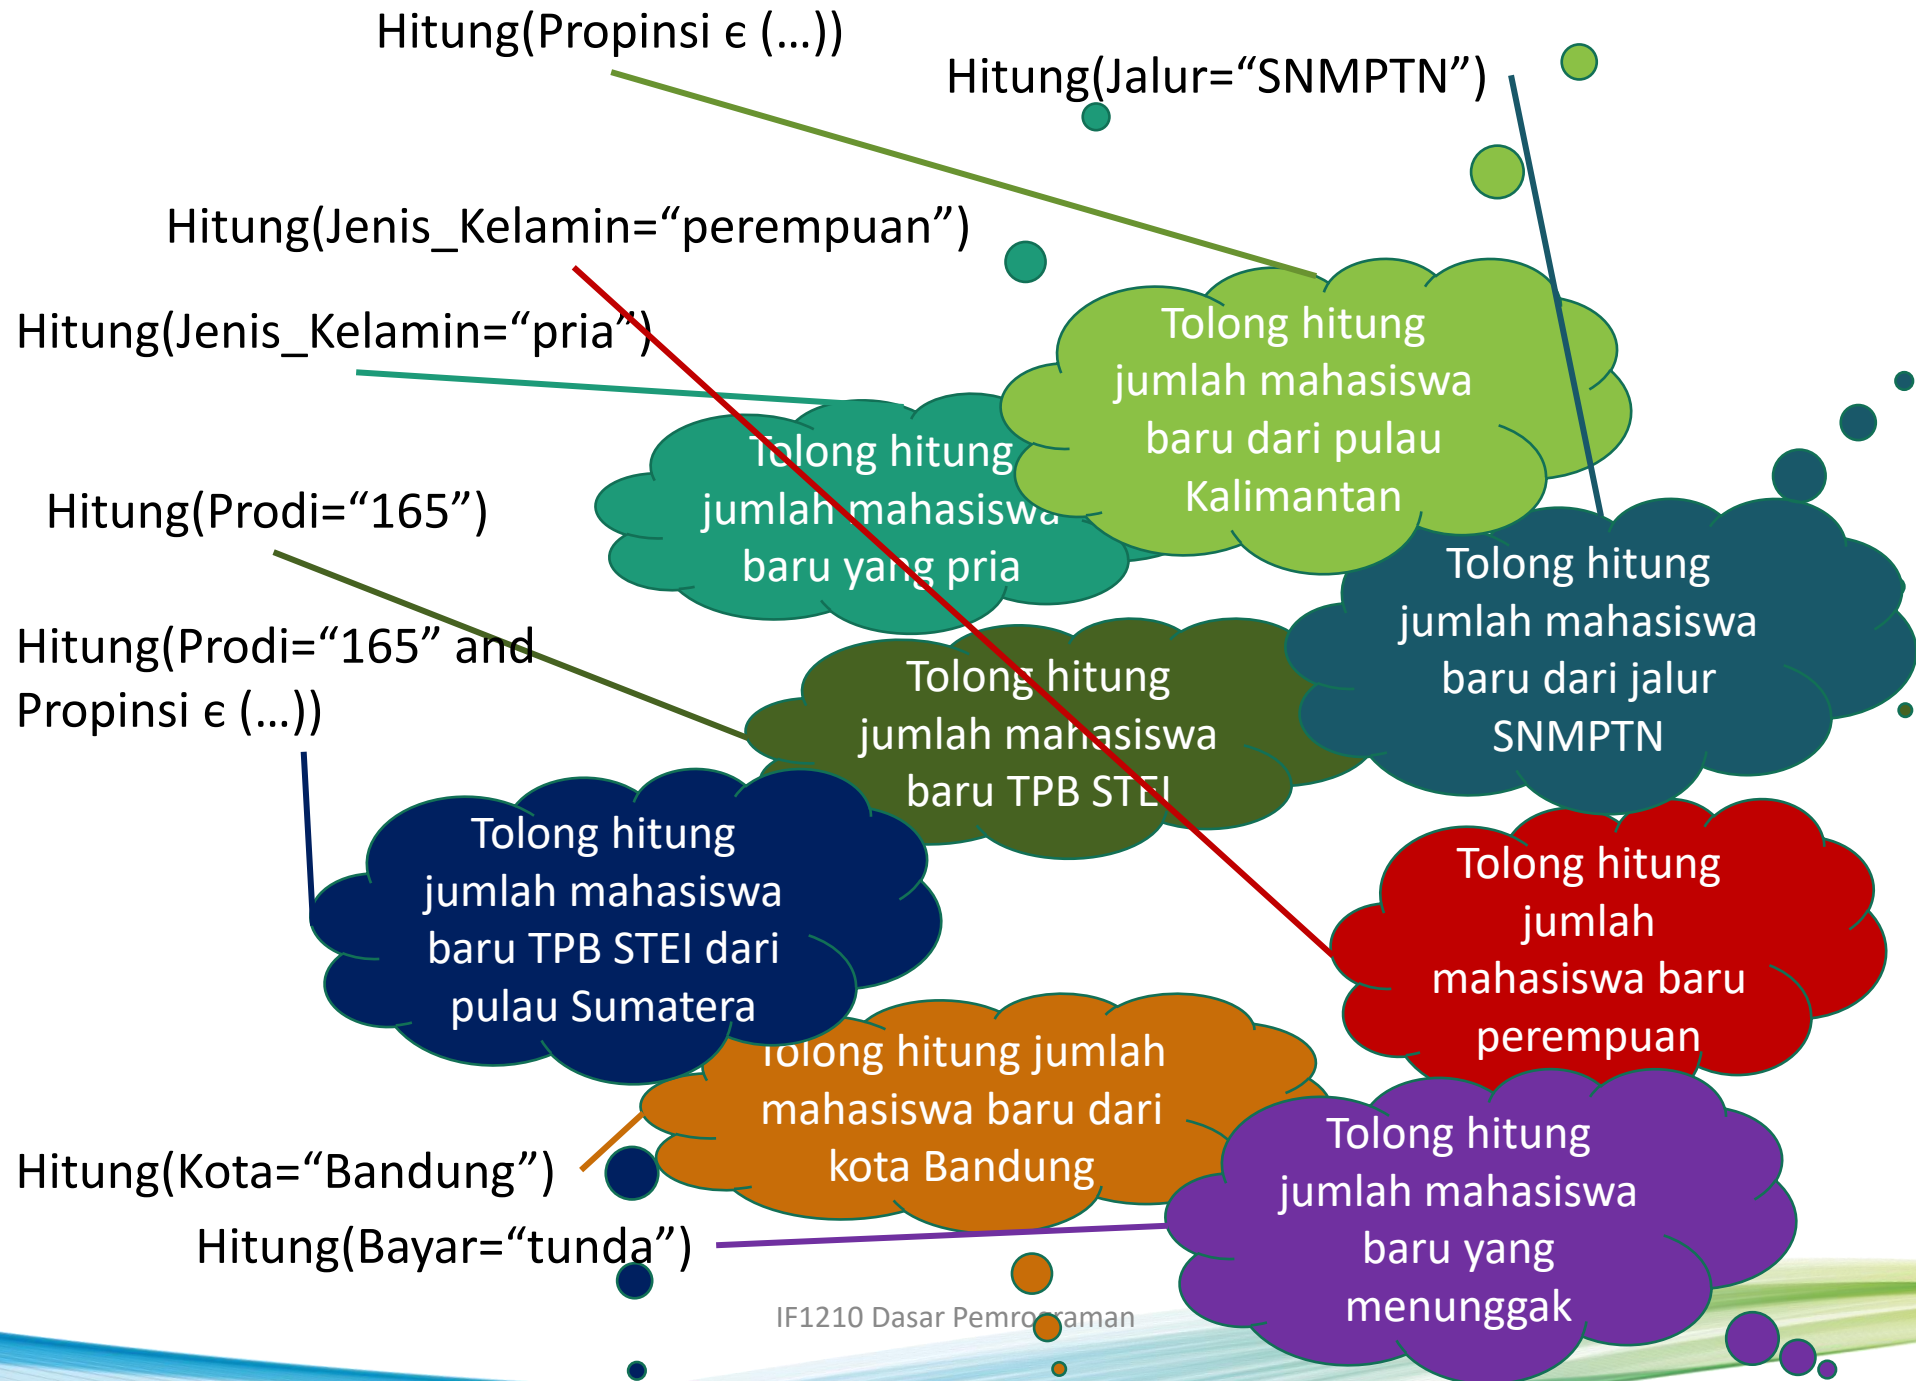 Hitung(Propinsi ϵ (…))
Hitung(Jalur=“SNMPTN”)
Hitung(Jenis_Kelamin=“perempuan”)
Hitung(Jenis_Kelamin=“pria”)
Tolong hitung
jumlah mahasiswa
baru dari pulau
Kalimantan
Tolong hitung
jumlah mahasiswa
baru yang pria
Hitung(Prodi=“165”)
Tolong hitung
jumlah mahasiswa
baru dari jalur
SNMPTN
Hitung(Prodi=“165” and
Propinsi ϵ (…))
Tolong hitung
jumlah mahasiswa
baru TPB STEI
Tolong hitung
jumlah mahasiswa
baru TPB STEI dari
pulau Sumatera
Tolong hitung
jumlah
mahasiswa baru
perempuan
Tolong hitung jumlah
mahasiswa baru dari
kota Bandung
Hitung(Kota=“Bandung”)
Tolong hitung
jumlah mahasiswa
baru yang
menunggak
Hitung(Bayar=“tunda”)
IF1210 Dasar Pemrograman